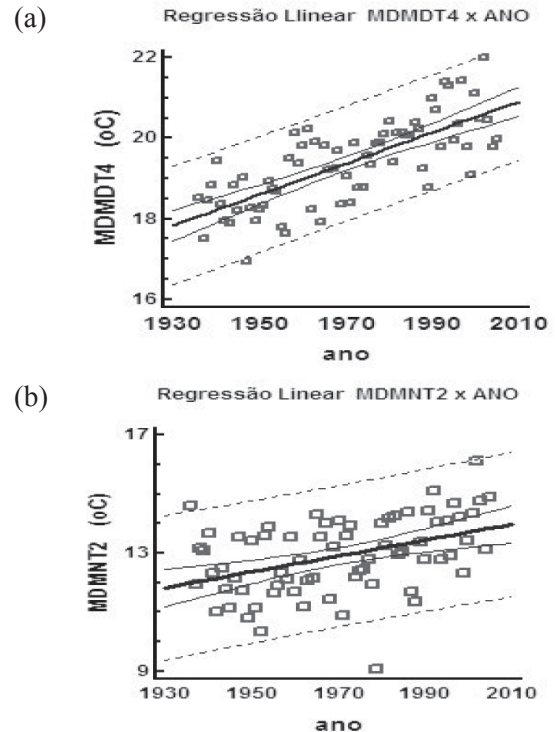 (a)
Regressão Llinear MDMDT4 x ANO
MDMDT4 (oC)
22
20
18
16
1930 1950 1970 1990 2010
ano
(b)
Regressão Linear MDMNT2 x ANO
MDMNT2 (oC)
17
13
9
1930 1950 1970 1990 2010
ano